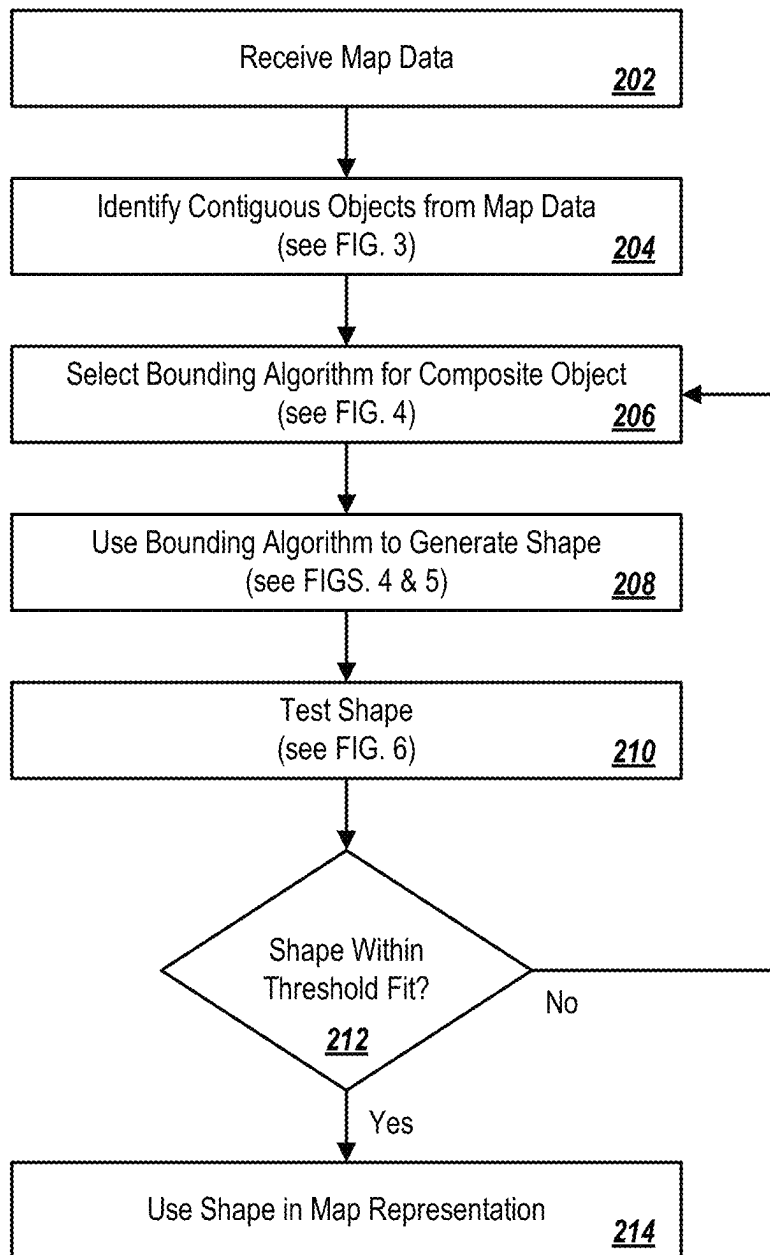 Receive Map Data
202
Identify Contiguous Objects from Map Data
(see FIG. 3)
204
Select Bounding Algorithm for Composite Object
(see FIG. 4)
206
Use Bounding Algorithm to Generate Shape
(see FIGS. 4 & 5)
208
Test Shape
(see FIG. 6)
210
Shape Within
Threshold Fit?
212
No
Yes
Use Shape in Map Representation
214